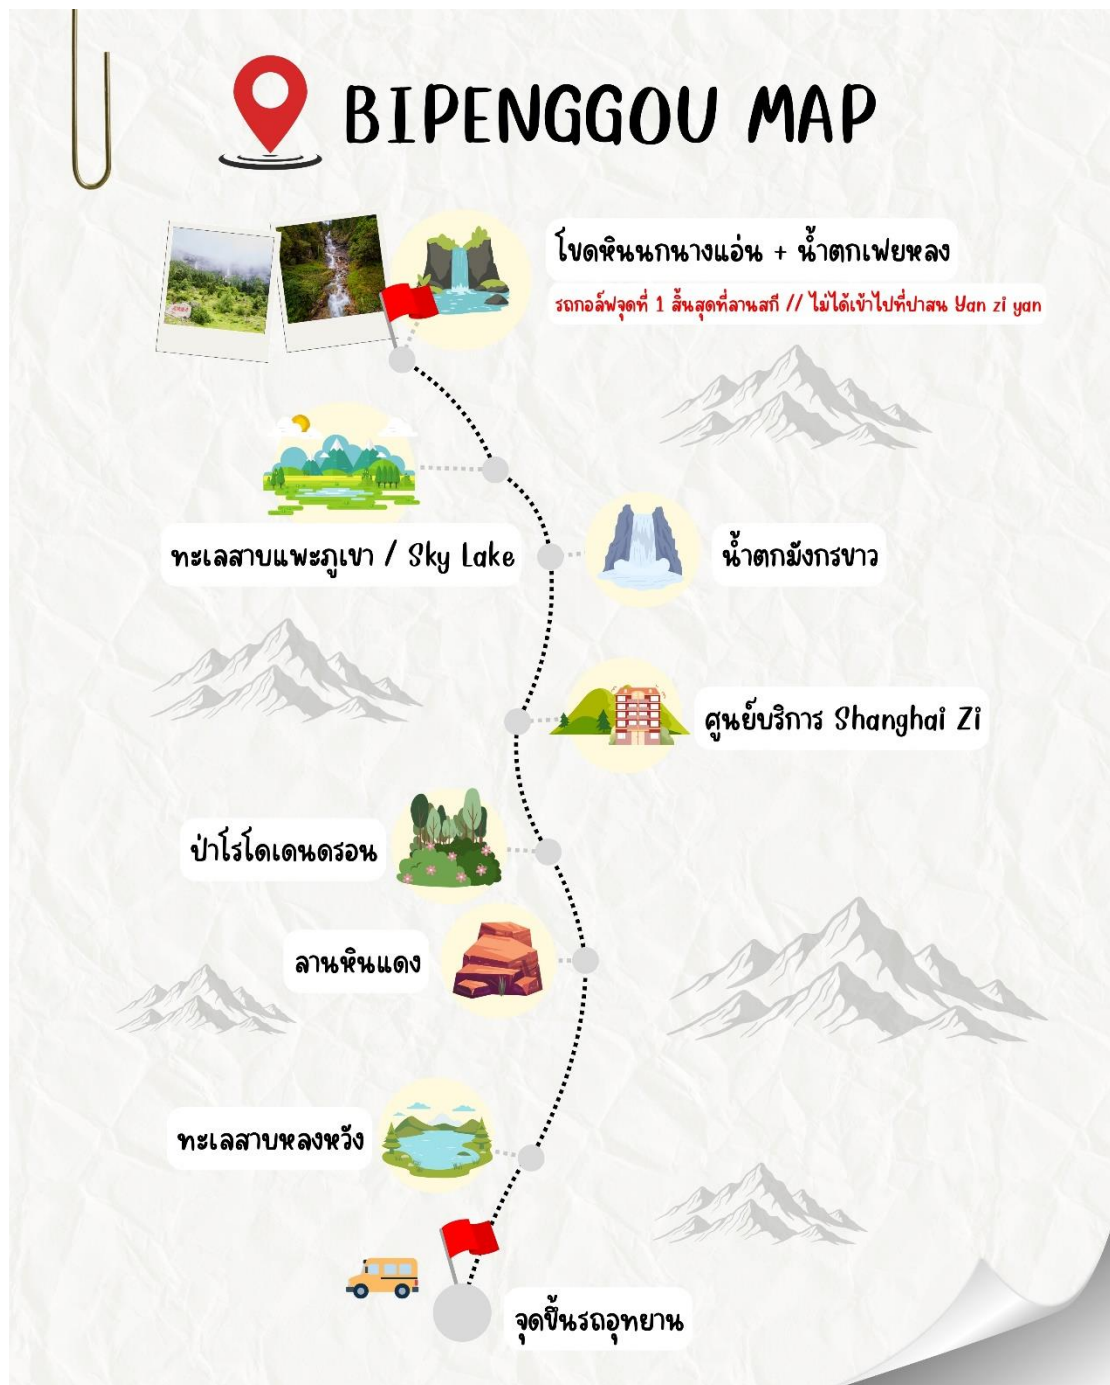 BIPENGGOU MAP
โขดหินนกนางแอ่น + น้ำตกเฟยหลง
รถกอล์ฟจุดที่ 1 สิ้นสุดที่ลานสกี // ไม่ได้เข้าไปที่ปาสน Yan zi yan
ทะเลสาบแพะภูเขา / Sky Lake
น้ำตกมังกรขาว
ศูนย์บริการ Shanghai Zi
ป่าโรโดเดนดรอน
ลานหินแดง
ทะเลสาบหลงหวัง
จุดขึ้นรถอุทยาน